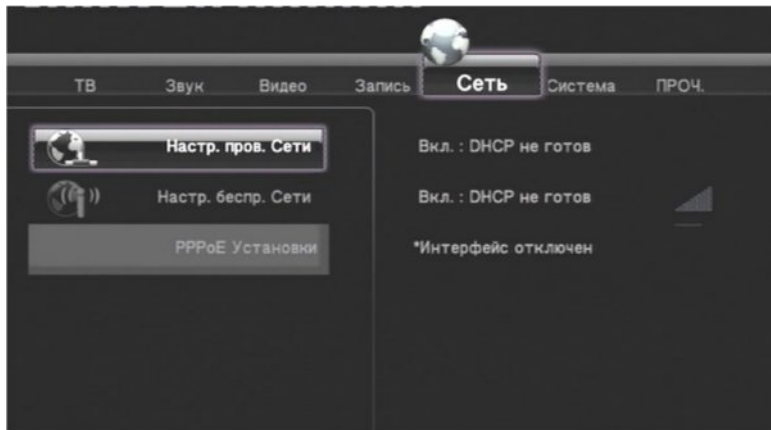 ТВ Звук Видео Запись Сеть Система ПРОЧ.
Настр. пров. Сети Вкл. : DHCP не готов
Настр. беспр. Сети Вкл. : DHCP не готов
PPPoE Установки *Интерфейс отключен